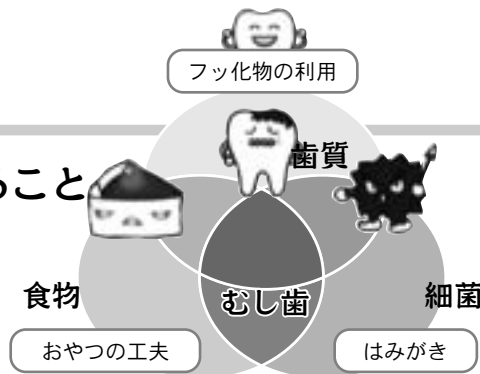 フッ化物の利用
歯質
ること
食物
むし歯
細菌
おやつの工夫
はみがき